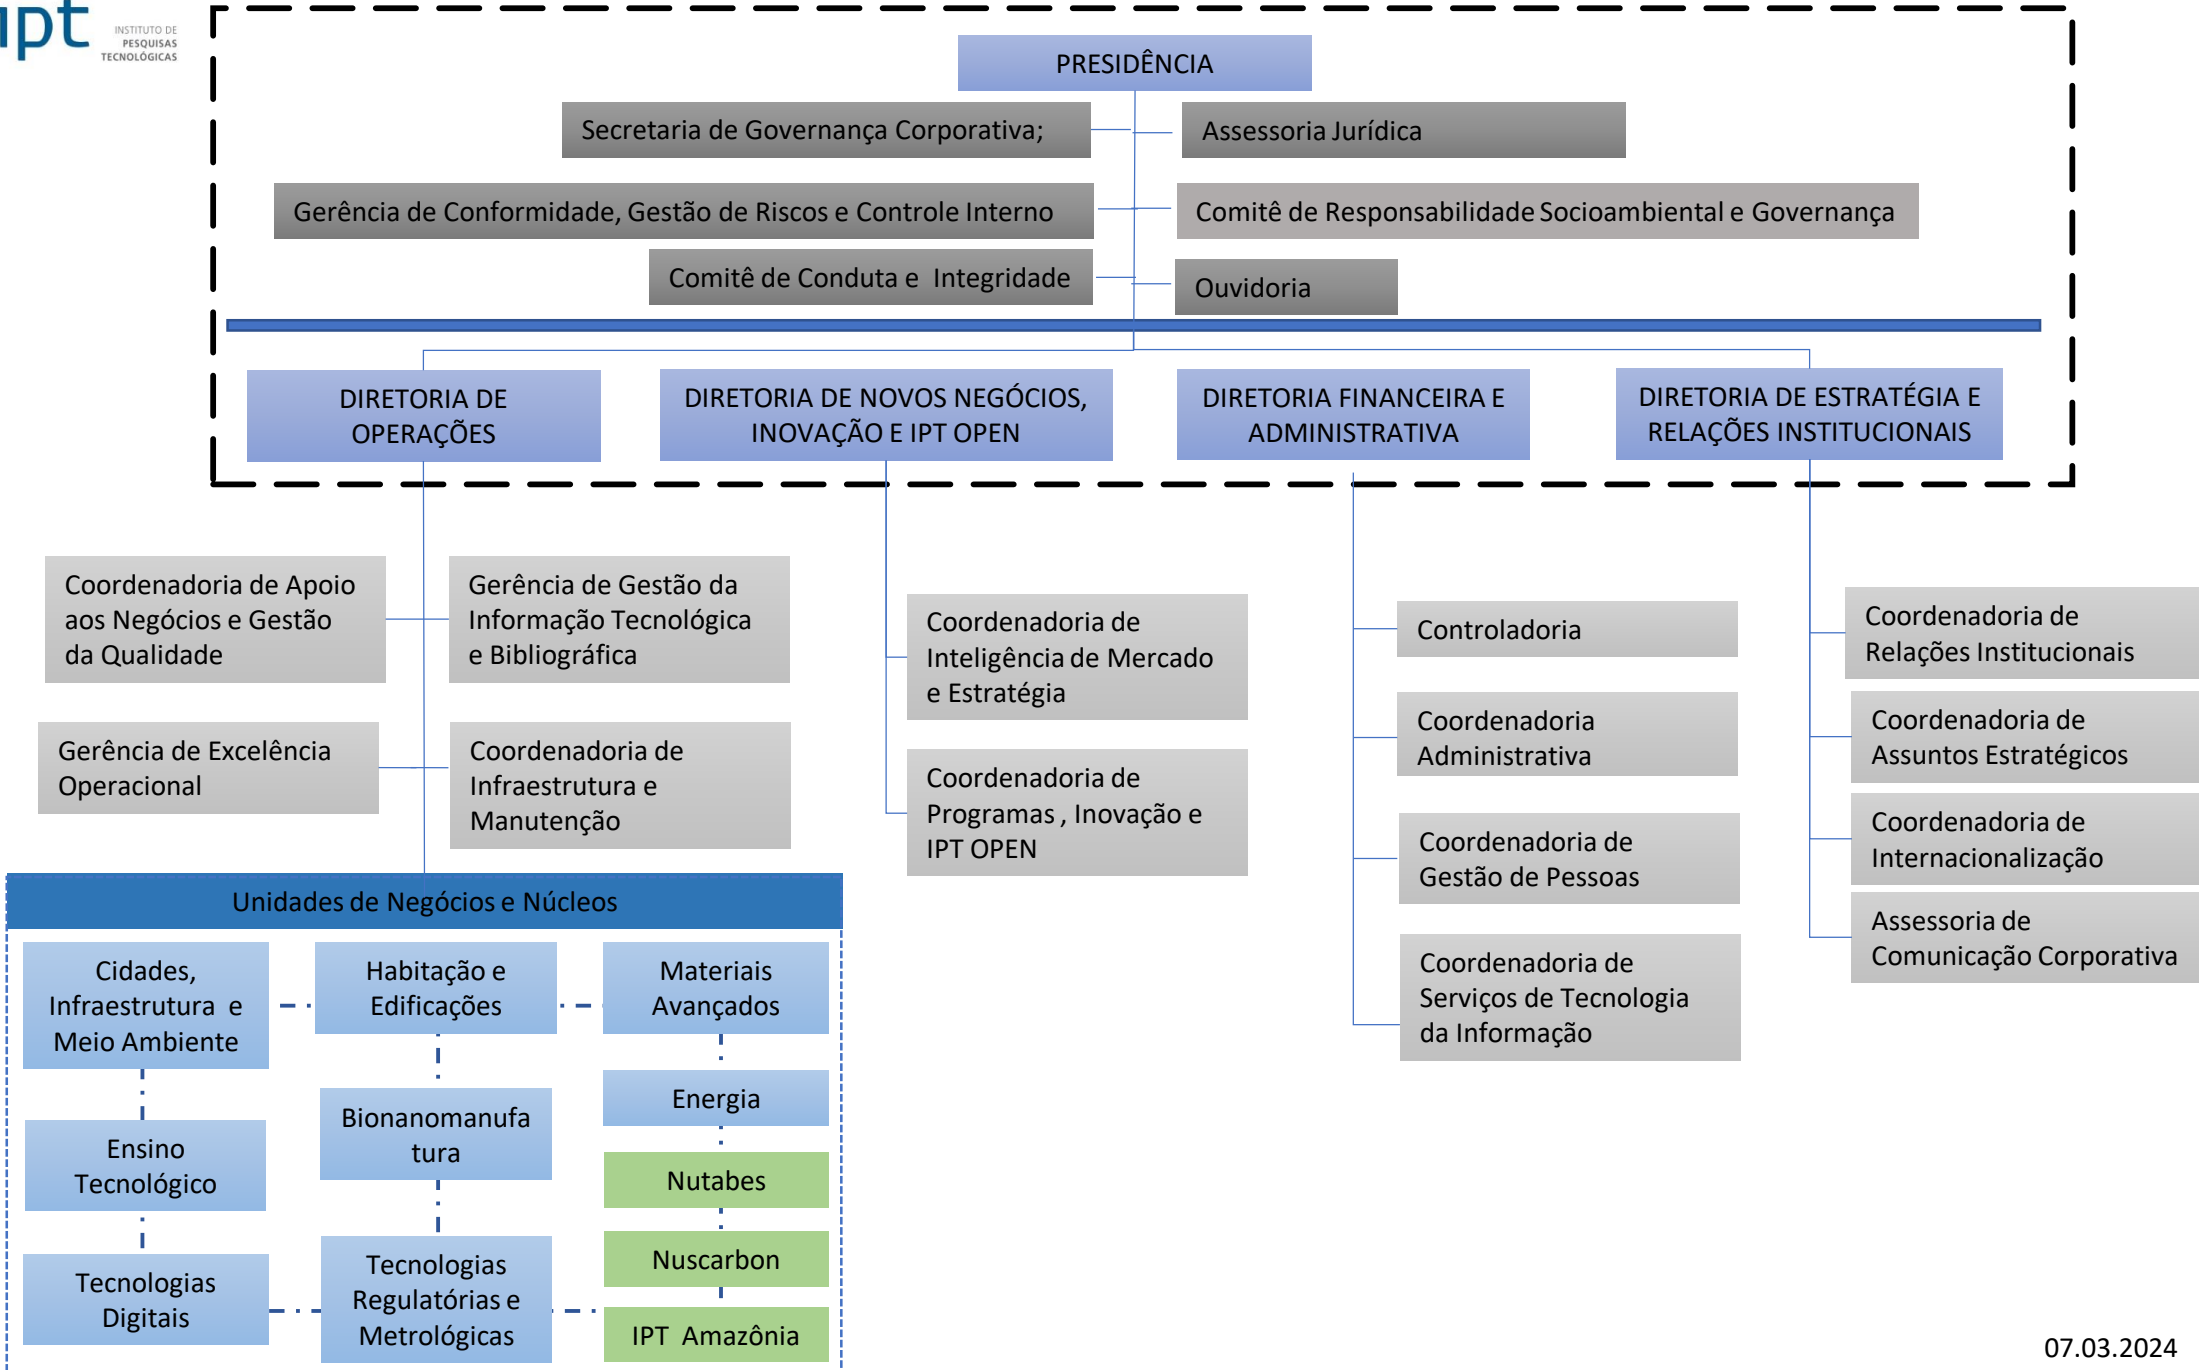 ipt
INSTITUTO DE
PESQUISAS
TECNOLÓGICAS
PRESIDÊNCIA
Secretaria de Governança Corporativa;
Assessoria Jurídica
Gerência de Conformidade, Gestão de Riscos e Controle Interno
Comitê de Responsabilidade Socioambiental e Governança
Comitê de Conduta e Integridade
Ouvidoria
DIRETORIA DE
OPERAÇÕES
DIRETORIA DE NOVOS NEGÓCIOS,
INOVAÇÃO E IPT OPEN
DIRETORIA FINANCEIRA E
ADMINISTRATIVA
DIRETORIA DE ESTRATÉGIA E
RELAÇÕES INSTITUCIONAIS
Coordenadoria de Apoio
aos Negócios e Gestão
da Qualidade
Gerência de Gestão da
Informação Tecnológica
e Bibliográfica
Gerência de Excelência
Operacional
Coordenadoria de
Infraestrutura e
Manutenção
Coordenadoria de
Inteligência de Mercado
e Estratégia
Coordenadoria de
Programas , Inovação e
IPT OPEN
Controladoria
Coordenadoria
Administrativa
Coordenadoria de
Gestão de Pessoas
Coordenadoria de
Serviços de Tecnologia
da Informação
Coordenadoria de
Relações Institucionais
Coordenadoria de
Assuntos Estratégicos
Coordenadoria de
Internacionalização
Assessoria de
Comunicação Corporativa
Unidades de Negócios e Núcleos
Cidades,
Infraestrutura e
Meio Ambiente
Habitação e
Edificações
Materiais
Avançados
Ensino
Tecnológico
Bionanomanufa
tura
Energia
Nutabes
Nuscarbon
Tecnologias
Digitais
Tecnologias
Regulatórias e
Metrológicas
IPT Amazônia
07.03.2024